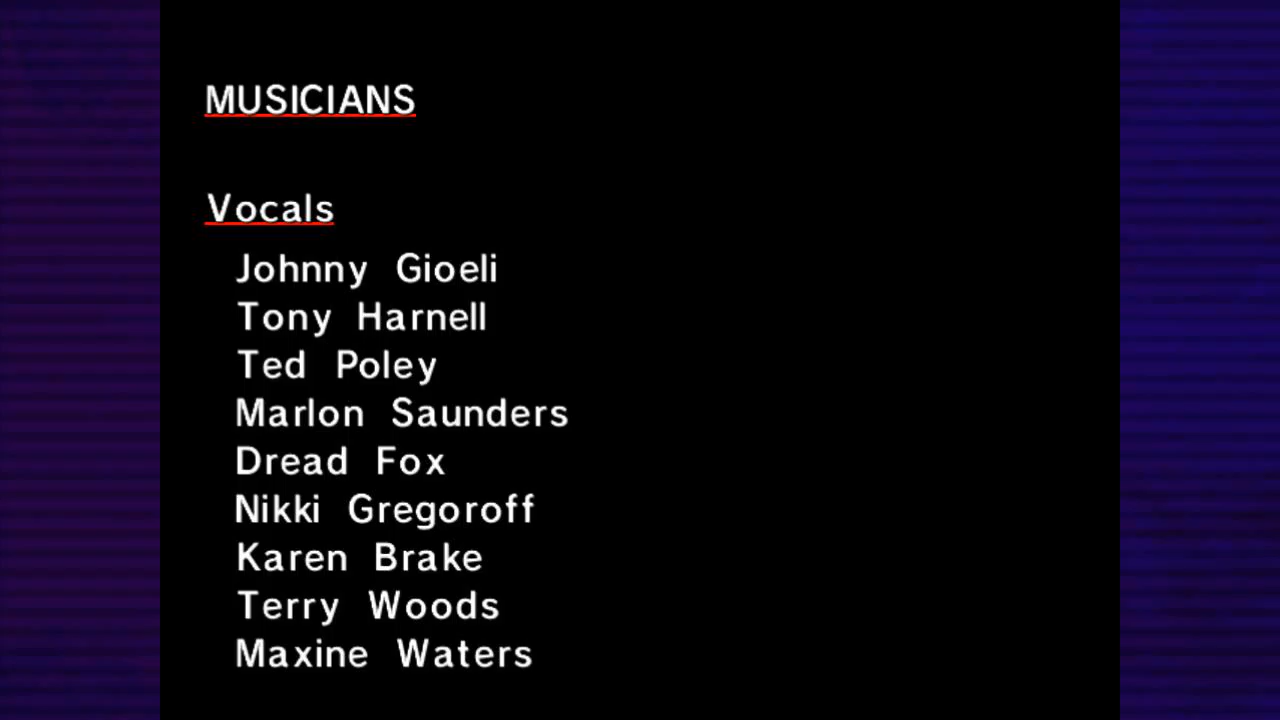 MUSICIANS
Vocals
Johnny Gioeli
Tony Harnell
Ted Poley
Marlon Saunders
Dread Fox
Nikki Gregoroff
Karen Brake
Terry Woods
Maxine Waters